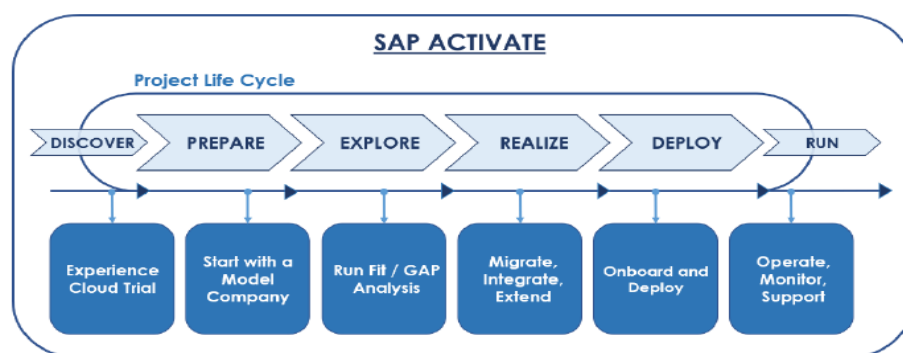 SAP ACTIVATE
Project Life Cycle
DISCOVER
PREPARE
EXPLORE
REALIZE
DEPLOY
RUN
Experience
Cloud Trial
Start with a
Model
Company
Run Fit / GAP
Analysis
Migrate,
Integrate,
Extend
Onboard and
Deploy
Operate,
Monitor,
Support